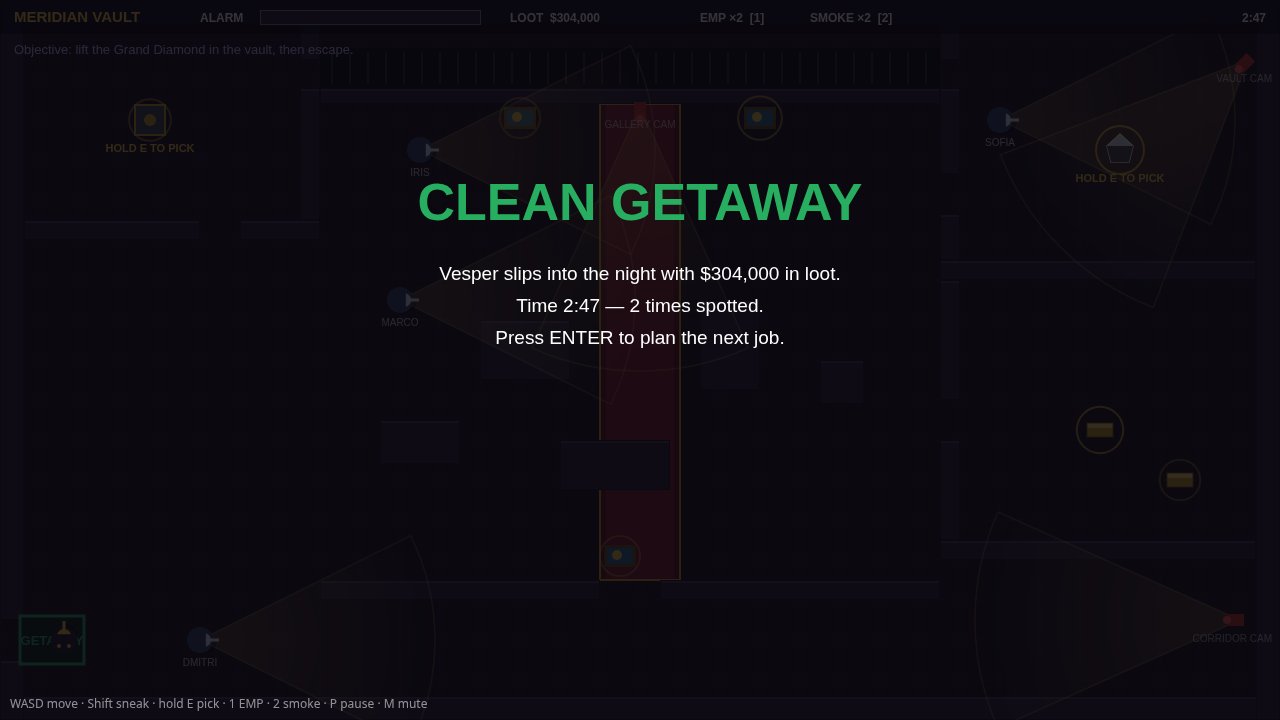 MERIDIAN VAULT
ALARM
LOOT $304,000
EMP ×2 [1]
SMOKE ×2 [2]
2:47
Objective: lift the Grand Diamond in the vault, then escape.
VAULT CAM
GALLERY CAM
HOLD E TO PICK
SOFIA
IRIS
HOLD E TO PICK
CLEAN GETAWAY
Vesper slips into the night with $304,000 in loot.
Time 2:47 — 2 times spotted.
MARCO
Press ENTER to plan the next job.
CORRIDOR CAM
DMITRI
WASD move · Shift sneak · hold E pick · 1 EMP · 2 smoke · P pause · M mute